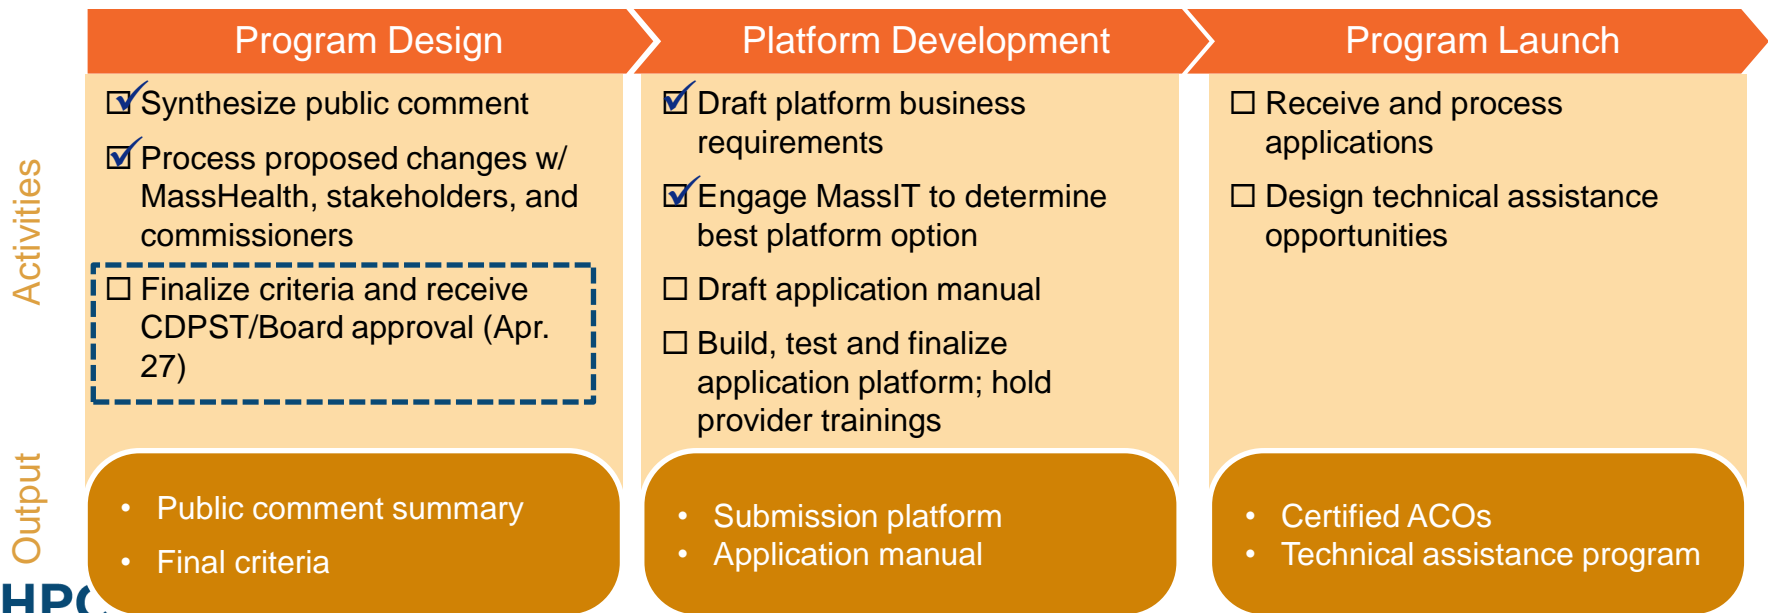 Program Design
Platform Development
Program Launch
Activities
Synthesize public comment
Process proposed changes w/
MassHealth, stakeholders, and
commissioners
Finalize criteria and receive
CDPST/Board approval (Apr.
27)
Draft platform business
requirements
Engage MassIT to determine
best platform option
Draft application manual
Build, test and finalize
application platform; hold
provider trainings
Receive and process
applications
Design technical assistance
opportunities
Output
• Public comment summary
• Final criteria
• Submission platform
• Application manual
• Certified ACOs
• Technical assistance program
HPC